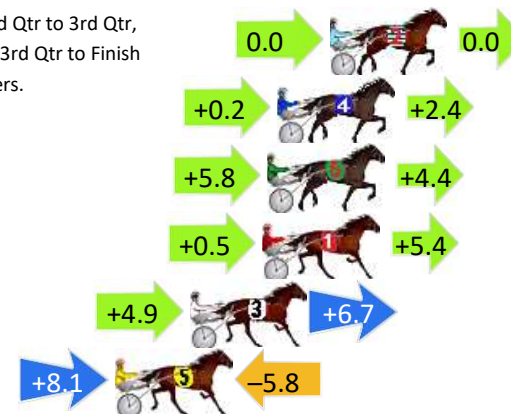 d Qtr to 3rd Qtr,
3rd Qtr to Finish
ers.
0.0 0.0
+0.2 4 +2.4
+5.8 +4.4
+0.5 1 +5.4
+4.9 3 +6.7
+8.1 5 –5.8